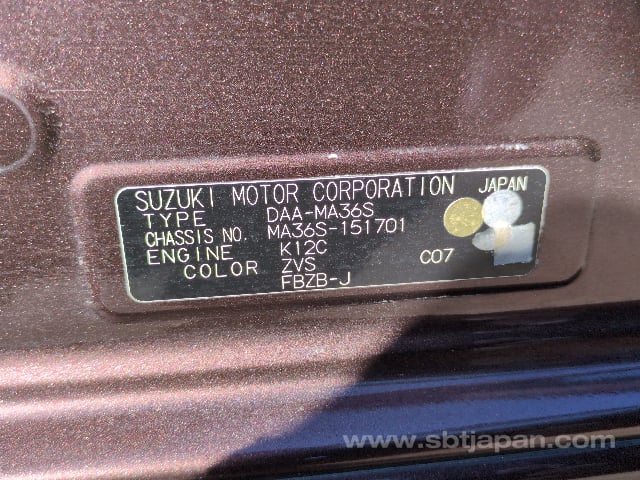 SUZUKI MOTOR CORPORATION JAPAN
TYPE DAA-MA36S
CHASSIS NO. MA36S-151701
ENGINE K12C
COLOR ZVS C07
FBZB-J
www.sbtjapan.com